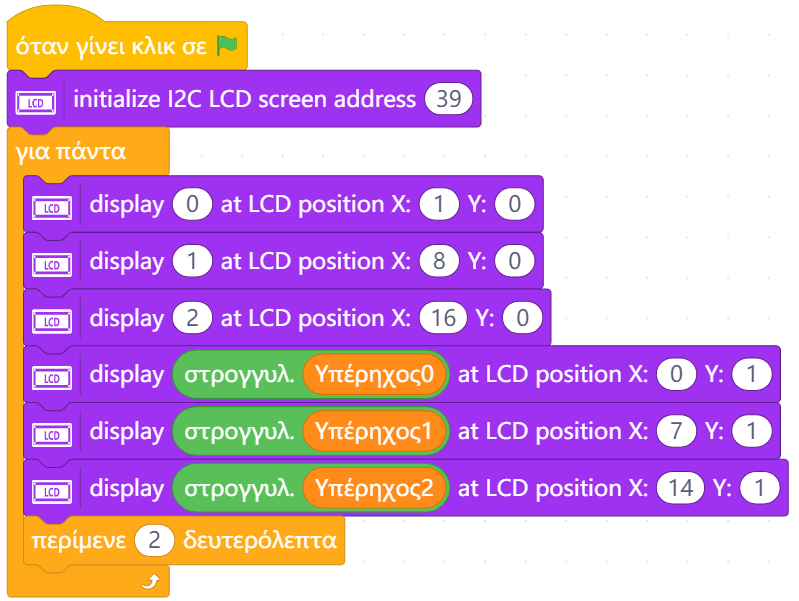 όταν γίνει κλικ σε
LCD initialize I2C LCD screen address 39
για πάντα
LCD display 0 at LCD position X: 1 Y: 0
LCD display 1 at LCD position X: 8 Y: 0
LCD display 2 at LCD position X: 16 Y: 0
LCD display στρογγυλ. Υπέρηχος0 at LCD position X: 0 Y: 1
LCD display στρογγυλ. Υπέρηχος1 at LCD position X: 7 Y: 1
LCD display στρογγυλ. Υπέρηχος2 at LCD position X: 14 Y: 1
περίμενε 2 δευτερόλεπτα